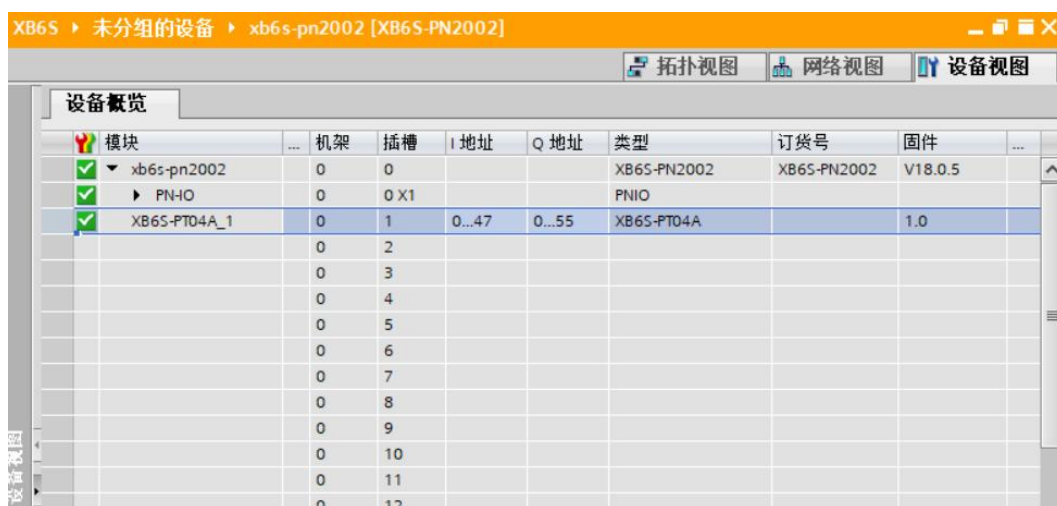 XB6S ▸ 未分组的设备 ▸ xb6s-pn2002 [XB6S-PN2002]
拓扑视图 网络视图 设备视图
设备概览
模块 ... 机架 插槽 I 地址 Q 地址 类型 订货号 固件 ...
xb6s-pn2002 0 0 XB6S-PN2002 XB6S-PN2002 V18.0.5
PN-IO 0 0 X1 PNIO
XB6S-PT04A_1 0 1 0...47 0...55 XB6S-PT04A 1.0
0 2
0 3
0 4
0 5
0 6
0 7
0 8
0 9
0 10
0 11
0 12
设备视图